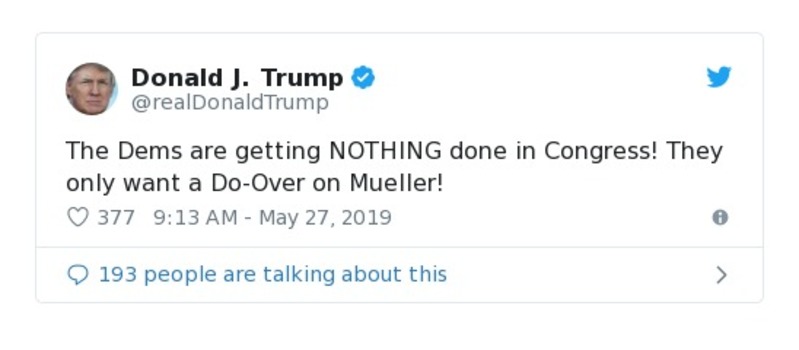 Donald J. Trump
@realDonaldTrump
The Dems are getting NOTHING done in Congress! They
only want a Do-Over on Mueller!
377 9:13 AM - May 27, 2019
193 people are talking about this